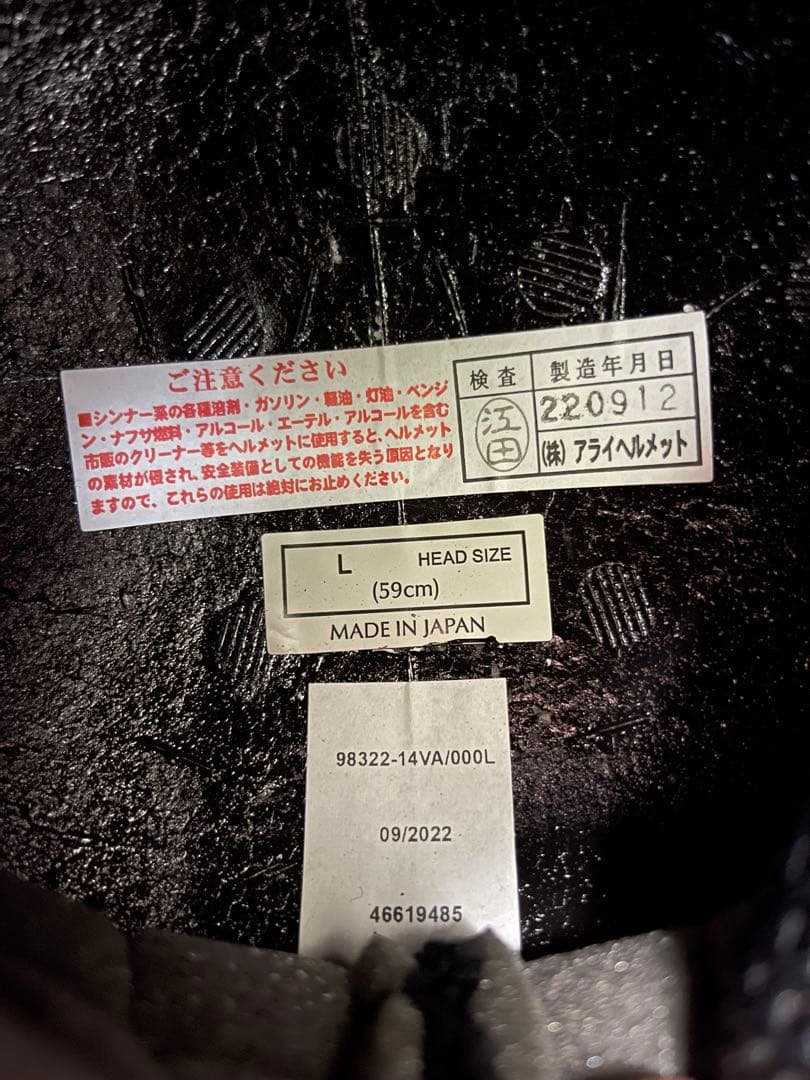 ご注意ください
■シンナー系の各種溶剤・ガソリン・軽油・灯油・ベンジ
ン・ナフサ燃料・アルコール・エーテル・アルコールを含む
市販のクリーナー等をヘルメットに使用すると、ヘルメット
の素材が侵され、安全装備としての機能を失う原因となり
ますので、これらの使用は絶対にお止めください。
検査
製造年月日
江田
220912
(株) アライヘルメット
L HEAD SIZE
(59cm)
MADE IN JAPAN
98322-14VA/000L
09/2022
46619485